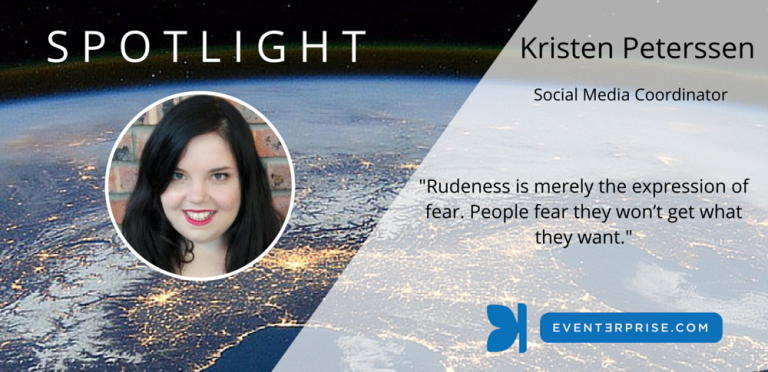 SPOTLIGHT
Kristen Peterssen
Social Media Coordinator
"Rudeness is merely the expression of
fear. People fear they won’t get what
they want."
EVENTƎRPRISE.COM